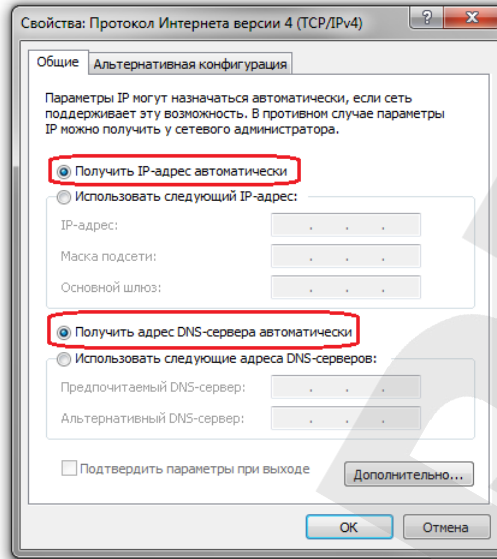 Свойства: Протокол Интернета версии 4 (TCP/IPv4)
Общие
Альтернативная конфигурация
Параметры IP могут назначаться автоматически, если сеть
поддерживает эту возможность. В противном случае параметры
IP можно получить у сетевого администратора.
Получить IP-адрес автоматически
Использовать следующий IP-адрес:
IP-адрес:
Маска подсети:
Основной шлюз:
Получить адрес DNS-сервера автоматически
Использовать следующие адреса DNS-серверов:
Предпочитаемый DNS-сервер:
Альтернативный DNS-сервер:
Подтвердить параметры при выходе
Дополнительно...
ОК
Отмена